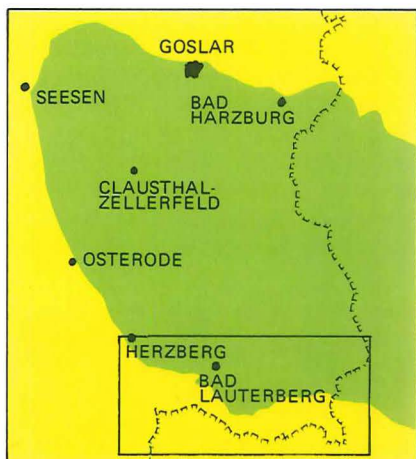 GOSLAR
SEESEN
BAD
HARZBURG
CLAUSTHAL-
ZELLERFELD
OSTERODE
HERZBERG
BAD
LAUTERBERG